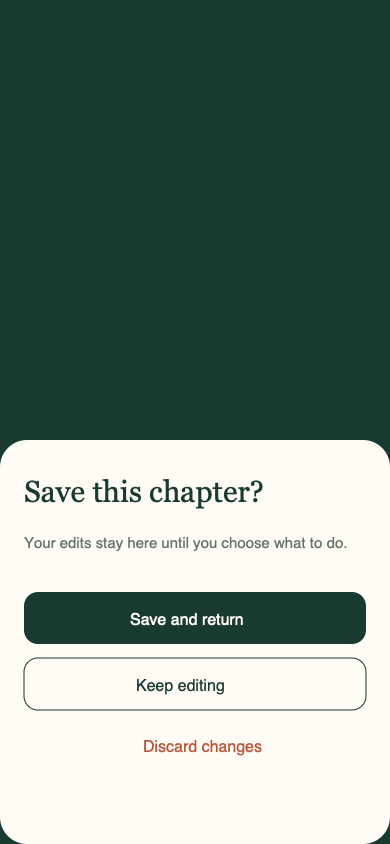 Save this chapter?
Your edits stay here until you choose what to do.
Save and return
Keep editing
Discard changes